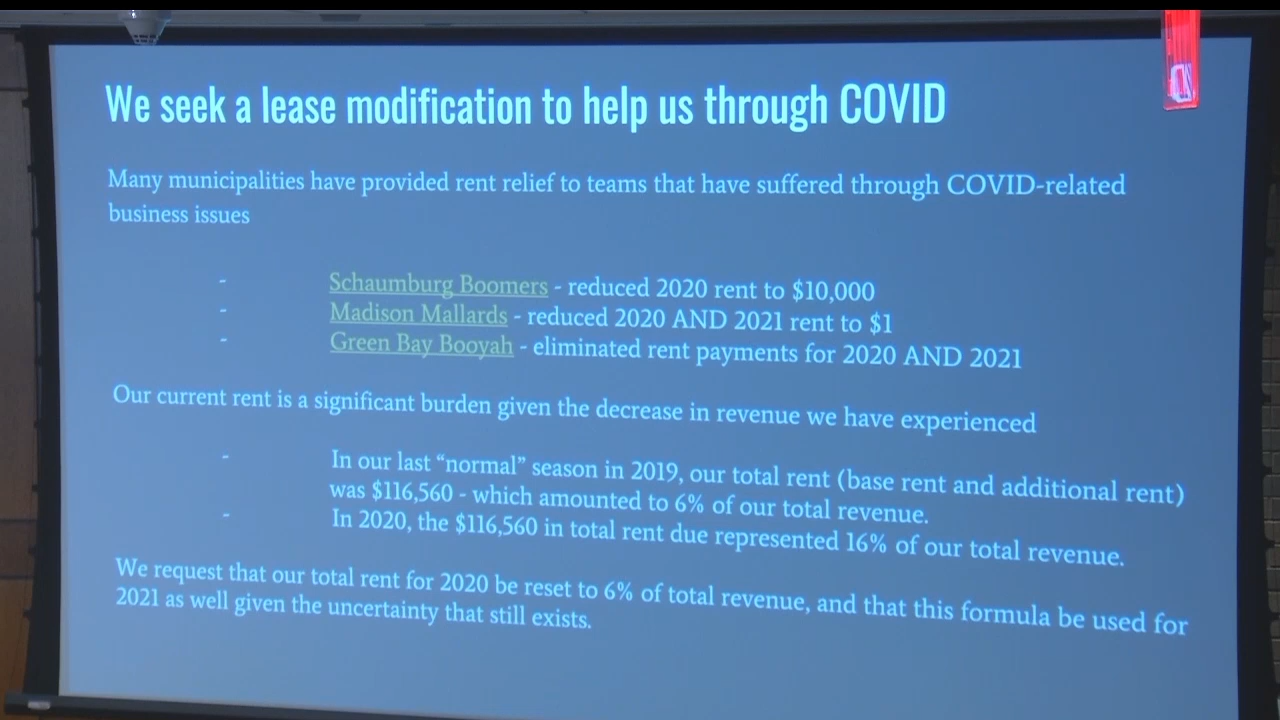 We seek a lease modification to help us through COVID
Many municipalities have provided rent relief to teams that have suffered through COVID-related
business issues
- Schaumburg Boomers - reduced 2020 rent to $10,000
- Madison Mallards - reduced 2020 AND 2021 rent to $1
- Green Bay Booyah - eliminated rent payments for 2020 AND 2021
Our current rent is a significant burden given the decrease in revenue we have experienced
- In our last “normal” season in 2019, our total rent (base rent and additional rent)
was $116,560 - which amounted to 6% of our total revenue.
- In 2020, the $116,560 in total rent due represented 16% of our total revenue.
We request that our total rent for 2020 be reset to 6% of total revenue, and that this formula be used for
2021 as well given the uncertainty that still exists.